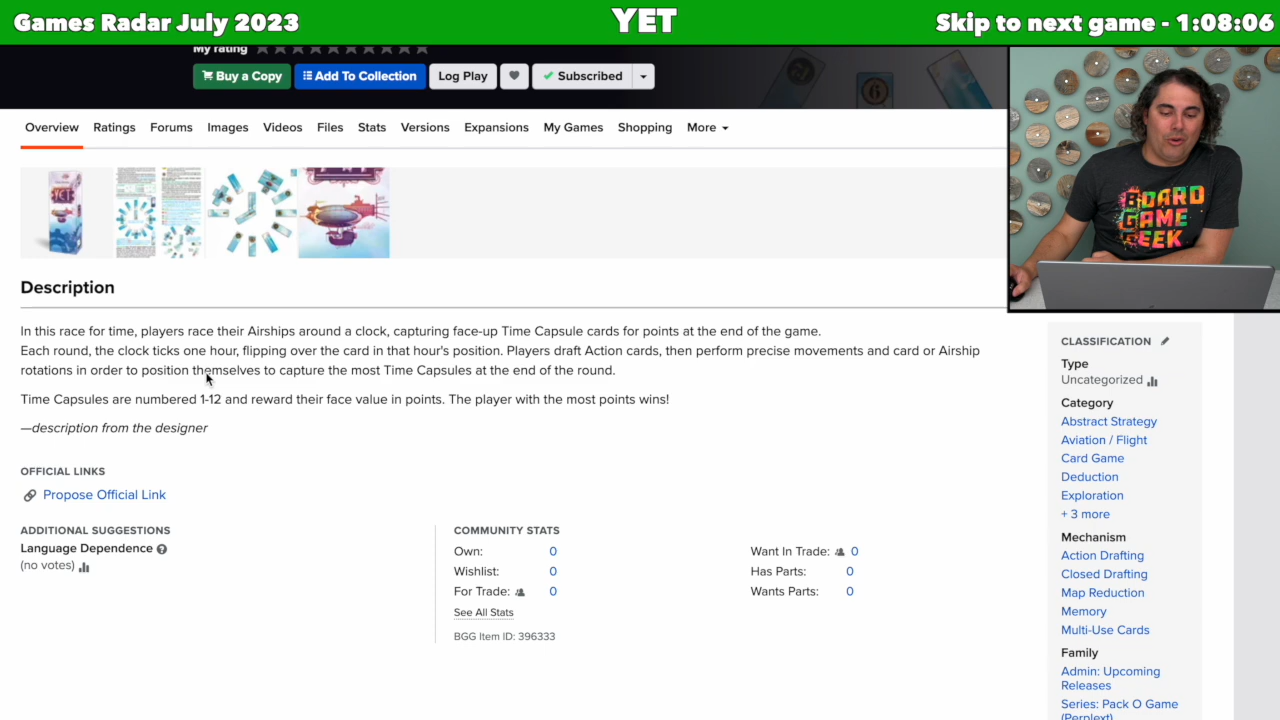 Games Radar July 2023
YET
Skip to next game - 1:08:06
My rating
Buy a Copy
Add To Collection
Log Play
Subscribed
Overview
Ratings
Forums
Images
Videos
Files
Stats
Versions
Expansions
My Games
Shopping
More
BOARD
GAME
GEEK
YET
6
Description
In this race for time, players race their Airships around a clock, capturing face-up Time Capsule cards for points at the end of the game.
Each round, the clock ticks one hour, flipping over the card in that hour's position. Players draft Action cards, then perform precise movements and card or Airship
rotations in order to position themselves to capture the most Time Capsules at the end of the round.
Time Capsules are numbered 1-12 and reward their face value in points. The player with the most points wins!
—description from the designer
OFFICIAL LINKS
Propose Official Link
ADDITIONAL SUGGESTIONS
Language Dependence
(no votes)
COMMUNITY STATS
Own: 0
Wishlist: 0
For Trade: 0
See All Stats
BGG Item ID: 396333
Want In Trade: 0
Has Parts: 0
Wants Parts: 0
CLASSIFICATION
Type
Uncategorized
Category
Abstract Strategy
Aviation / Flight
Card Game
Deduction
Exploration
+ 3 more
Mechanism
Action Drafting
Closed Drafting
Map Reduction
Memory
Multi-Use Cards
Family
Admin: Upcoming
Releases
Series: Pack O Game
(Perplext)